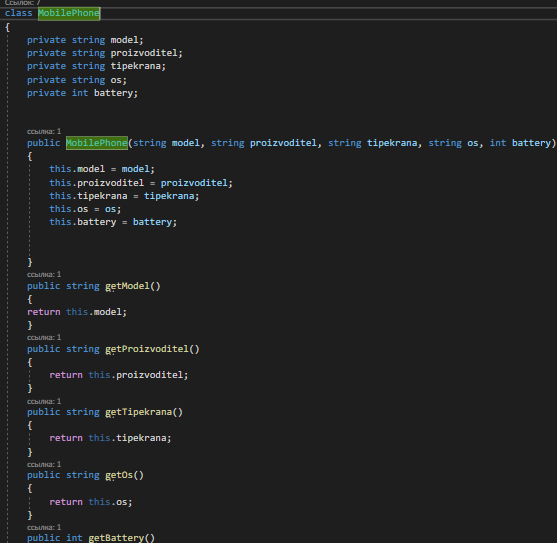 Ссылок: 7
class MobilePhone
{
private string model;
private string proizvoditel;
private string tipekrana;
private string os;
private int battery;
ссылка: 1
public MobilePhone(string model, string proizvoditel, string tipekrana, string os, int battery)
{
this.model = model;
this.proizvoditel = proizvoditel;
this.tipekrana = tipekrana;
this.os = os;
this.battery = battery;
}
ссылка: 1
public string getModel()
{
return this.model;
}
ссылка: 1
public string getProizvoditel()
{
return this.proizvoditel;
}
ссылка: 1
public string getTipekrana()
{
return this.tipekrana;
}
ссылка: 1
public string getOs()
{
return this.os;
}
ссылка: 1
public int getBattery()